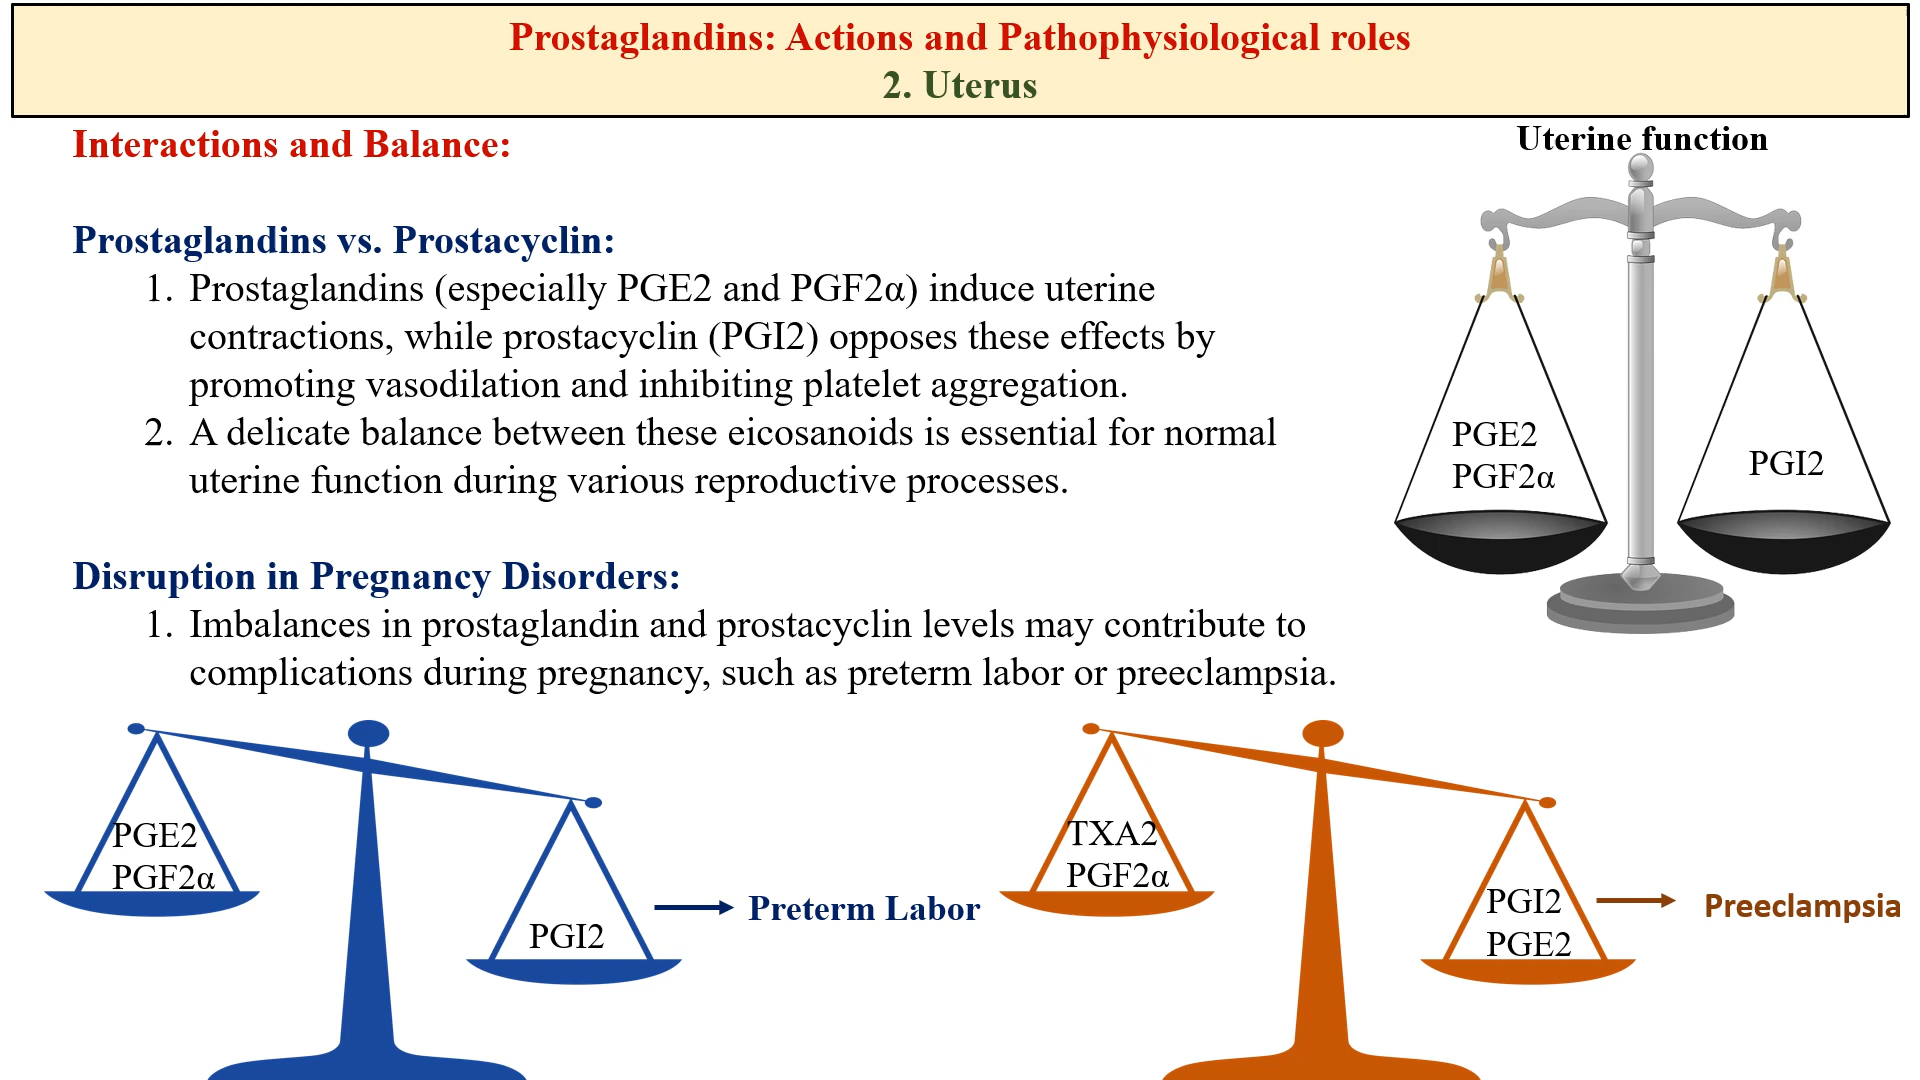 Prostaglandins: Actions and Pathophysiological roles
2. Uterus
Interactions and Balance:
Prostaglandins vs. Prostacyclin:
1. Prostaglandins (especially PGE2 and PGF2α) induce uterine
contractions, while prostacyclin (PGI2) opposes these effects by
promoting vasodilation and inhibiting platelet aggregation.
2. A delicate balance between these eicosanoids is essential for normal
uterine function during various reproductive processes.
Disruption in Pregnancy Disorders:
1. Imbalances in prostaglandin and prostacyclin levels may contribute to
complications during pregnancy, such as preterm labor or preeclampsia.
Uterine function
PGE2
PGF2α
PGI2
PGE2
PGF2α
PGI2
Preterm Labor
TXA2
PGF2α
PGI2
PGE2
Preeclampsia